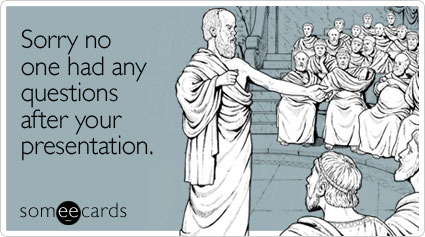 Sorry no
one had any
questions
after your
presentation.
someecards